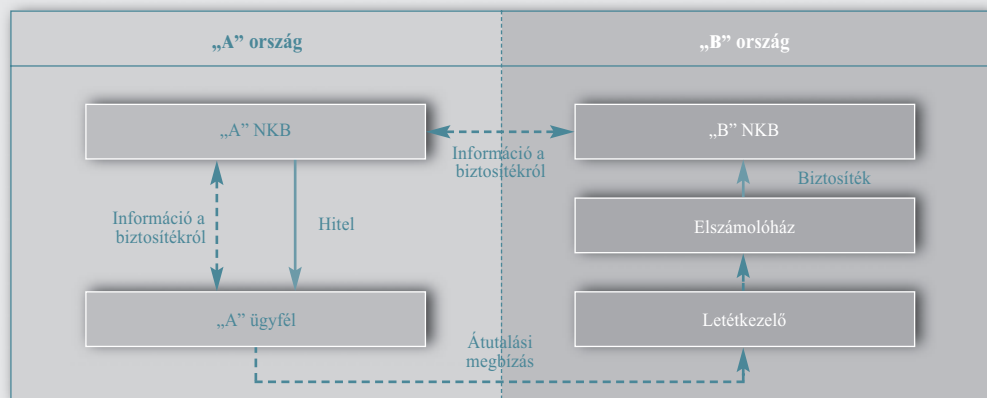 „A” ország
„B” ország
„A” NKB
„B” NKB
Információ a
biztosítékról
Biztosíték
Információ a
biztosítékról
Hitel
Elszámolóház
„A” ügyfél
Letétkezelő
Átutalási
megbízás